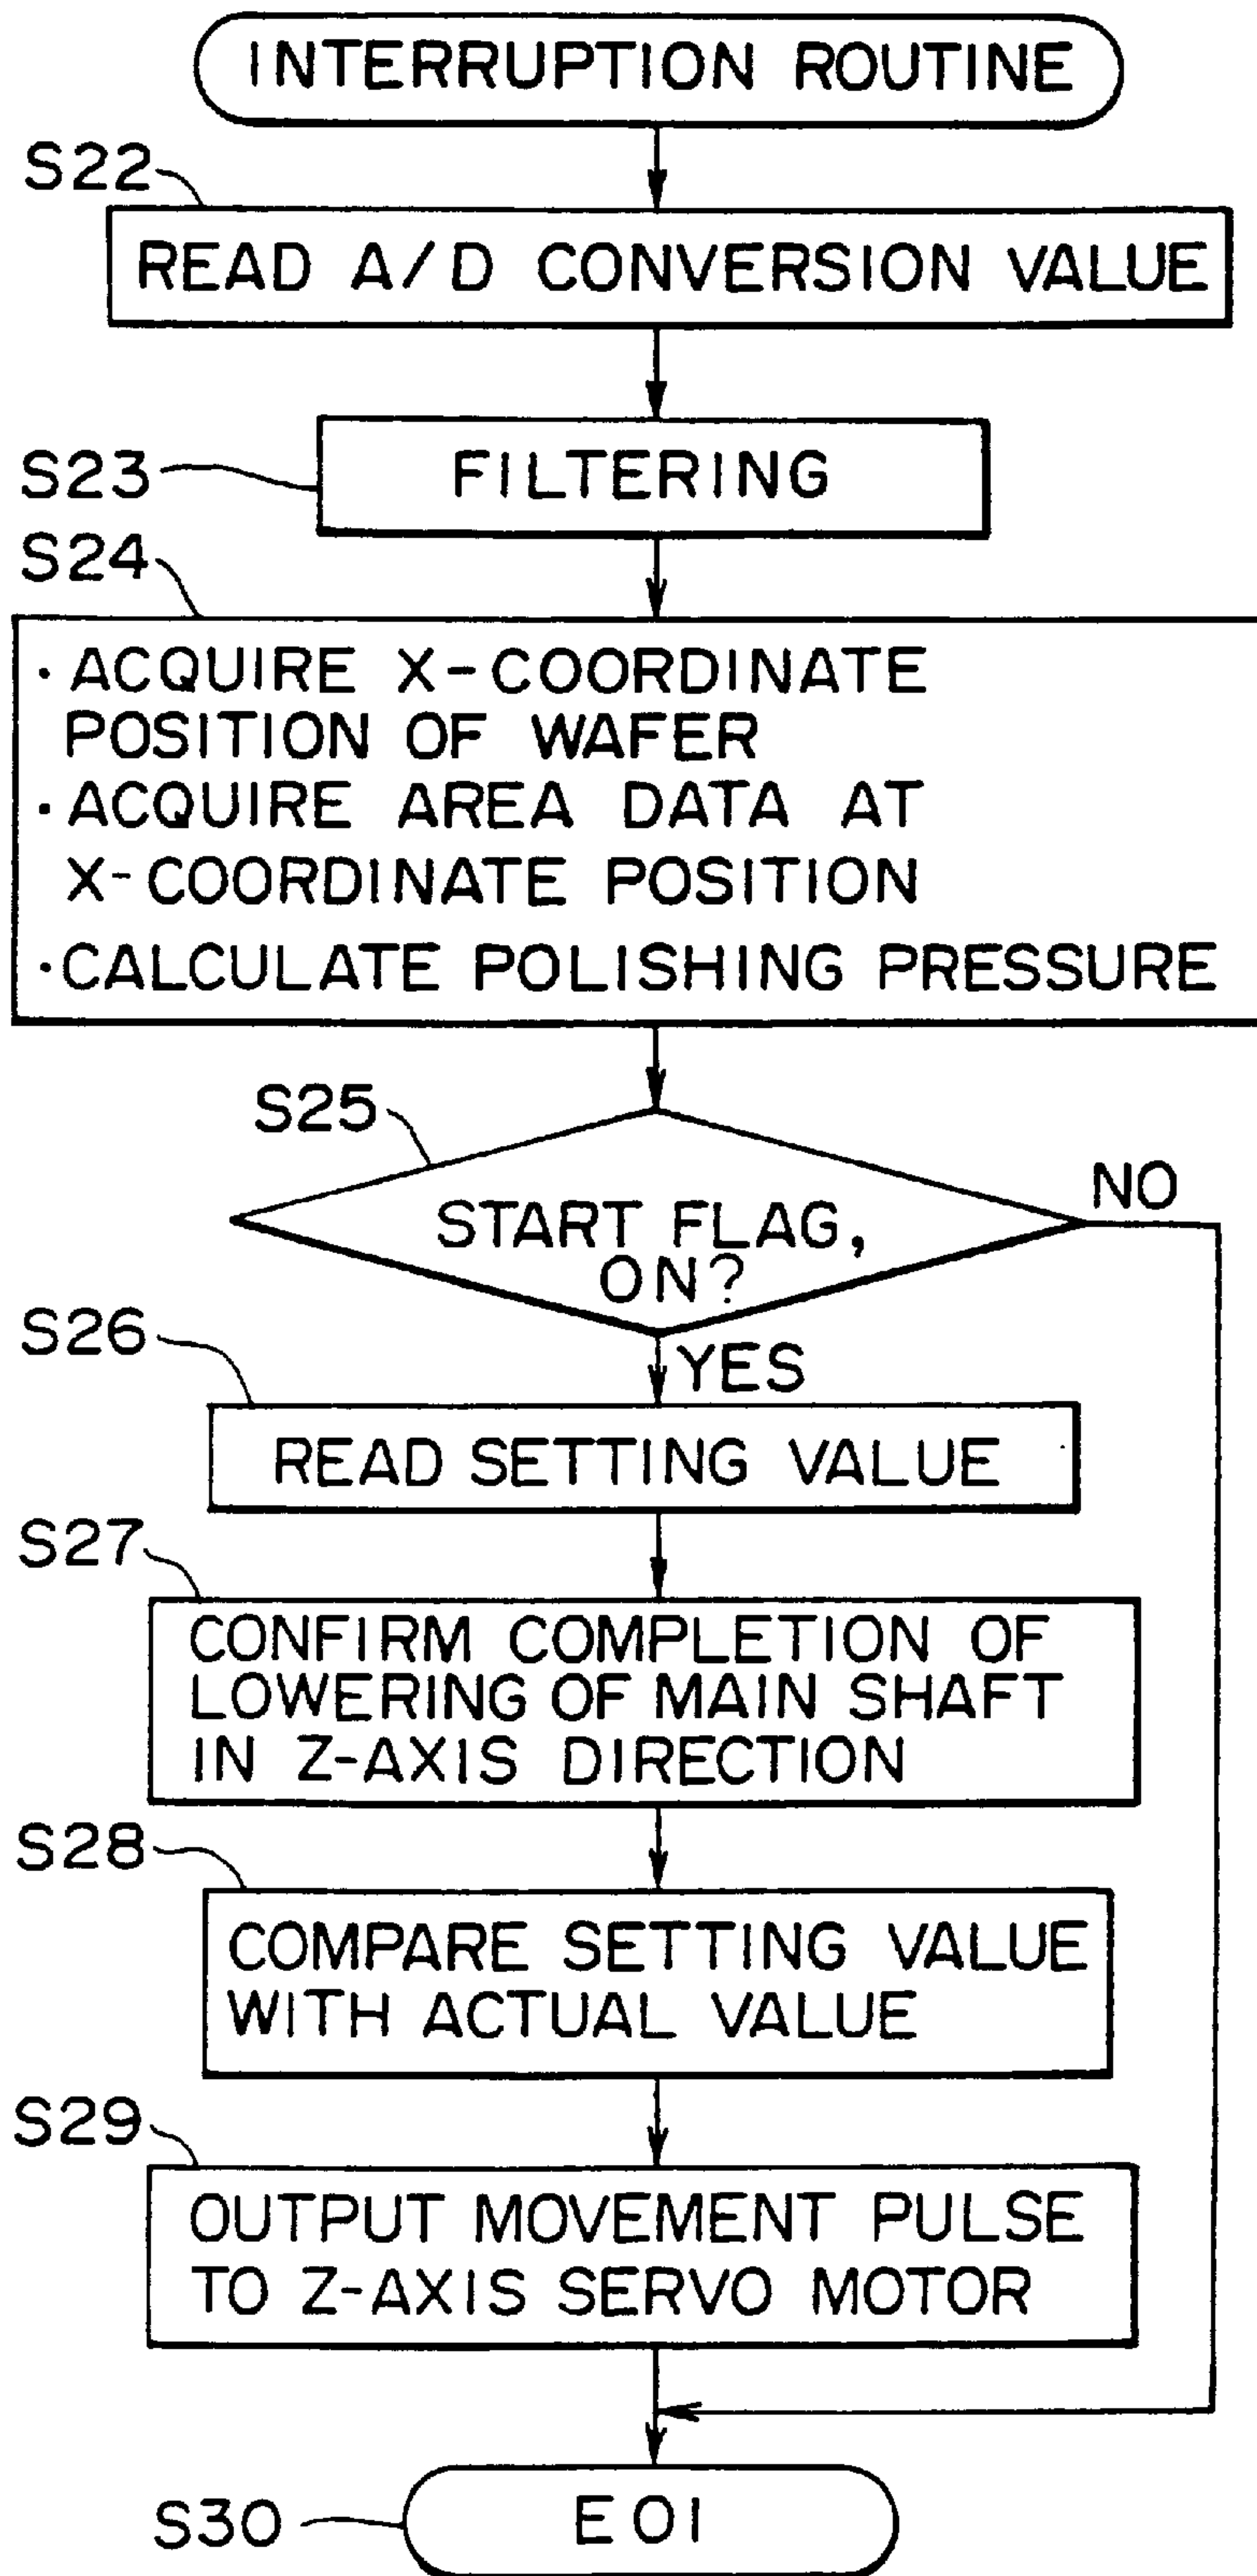 INTERRUPTION ROUTINE
S22
READ A/D CONVERSION VALUE
S23
FILTERING
S24
· ACQUIRE X-COORDINATE
POSITION OF WAFER
· ACQUIRE AREA DATA AT
X-COORDINATE POSITION
· CALCULATE POLISHING PRESSURE
S25
START FLAG,
ON?
NO
YES
S26
READ SETTING VALUE
S27
CONFIRM COMPLETION OF
LOWERING OF MAIN SHAFT
IN Z-AXIS DIRECTION
S28
COMPARE SETTING VALUE
WITH ACTUAL VALUE
S29
OUTPUT MOVEMENT PULSE
TO Z-AXIS SERVO MOTOR
S30
EOI